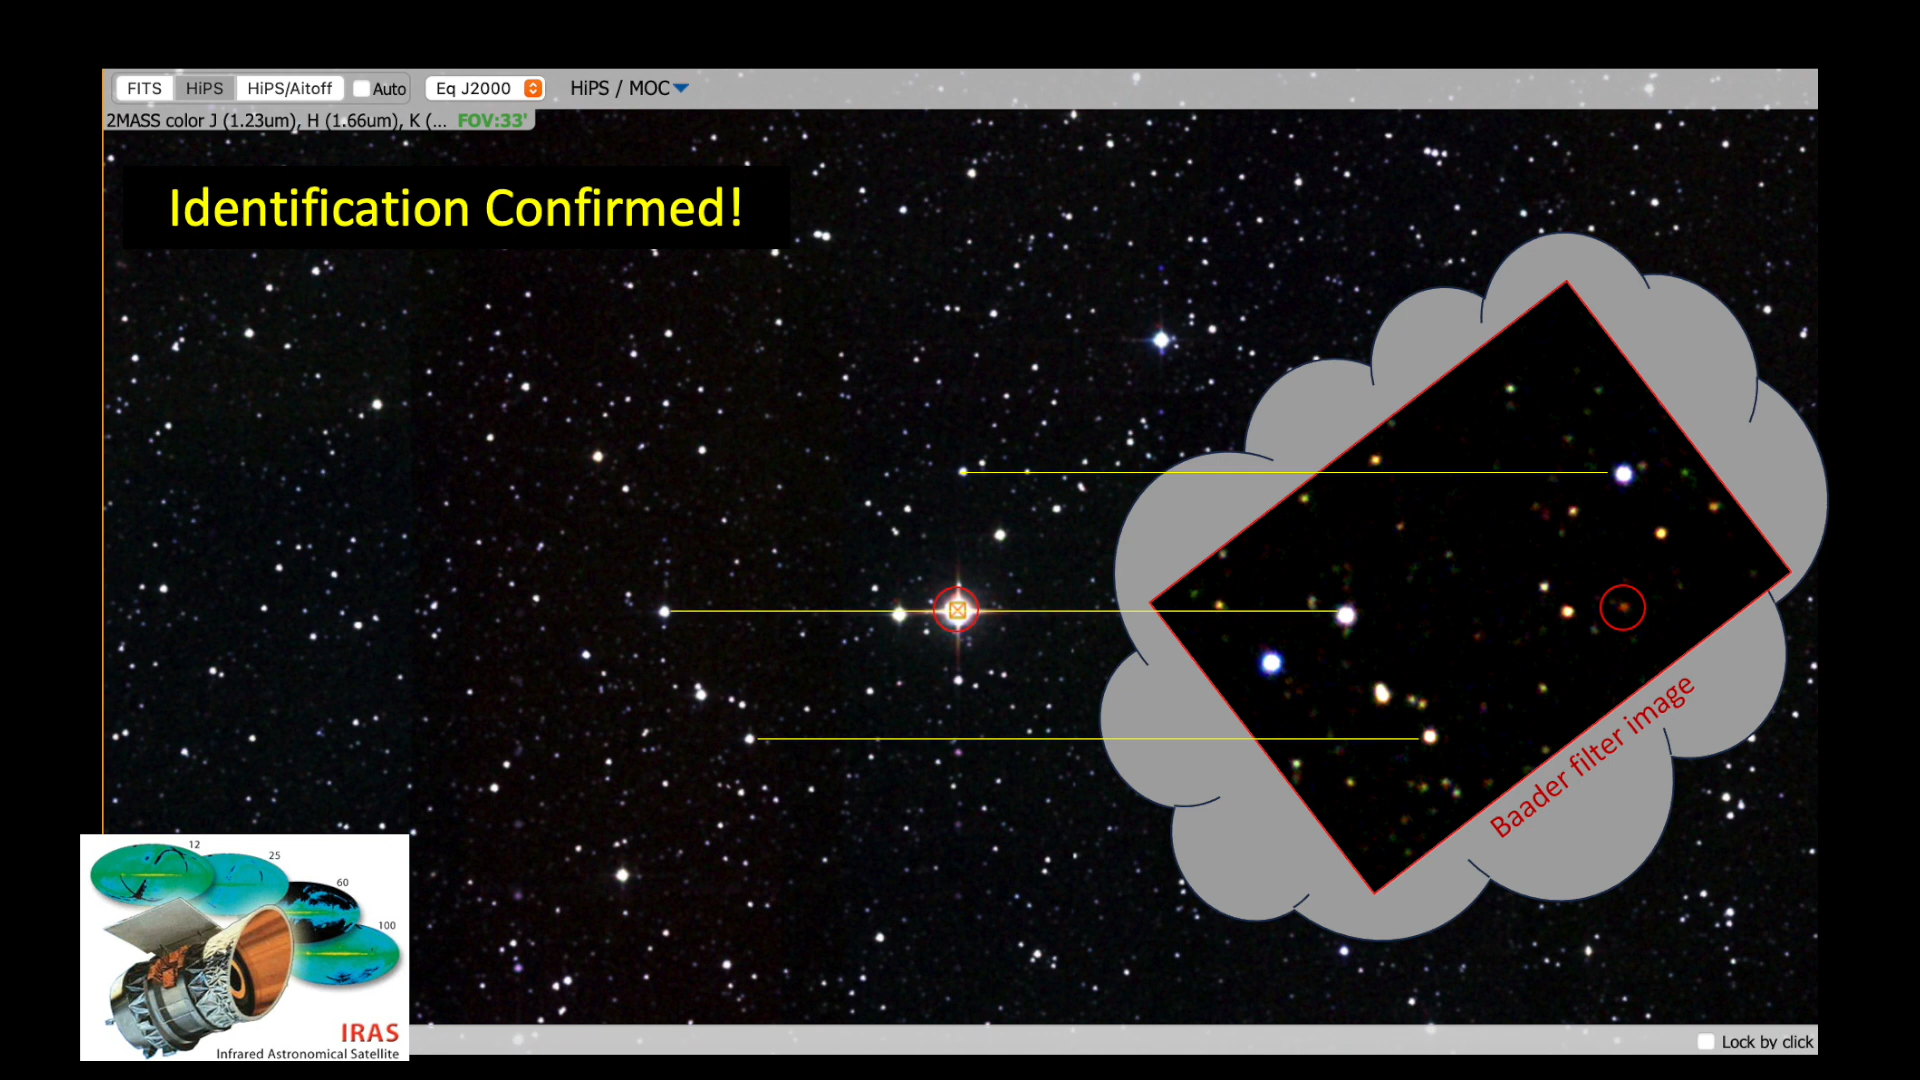 FITS HiPS HiPS/Aitoff Auto Eq J2000 HiPS / MOC
2MASS color J (1.23um), H (1.66um), K (... FOV:33'
Identification Confirmed!
Baader filter image
12
25
60
100
IRAS
Infrared Astronomical Satellite
Lock by click